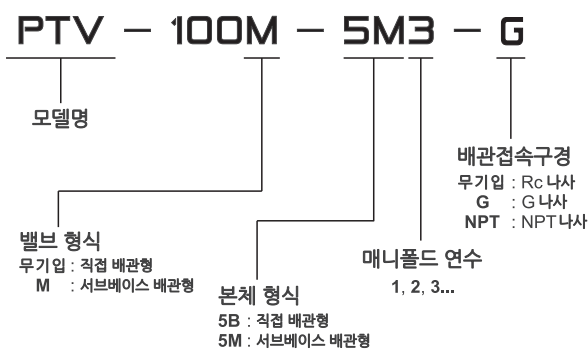 PTV - 100M - 5M3 - G
모델명
배관접속구경
무기입 : Rc 나사
G : G 나사
NPT : NPT 나사
밸브 형식
무기입 : 직접 배관형
M : 서브베이스 배관형
매니폴드 연수
1, 2, 3...
본체 형식
5B : 직접 배관형
5M : 서브베이스 배관형